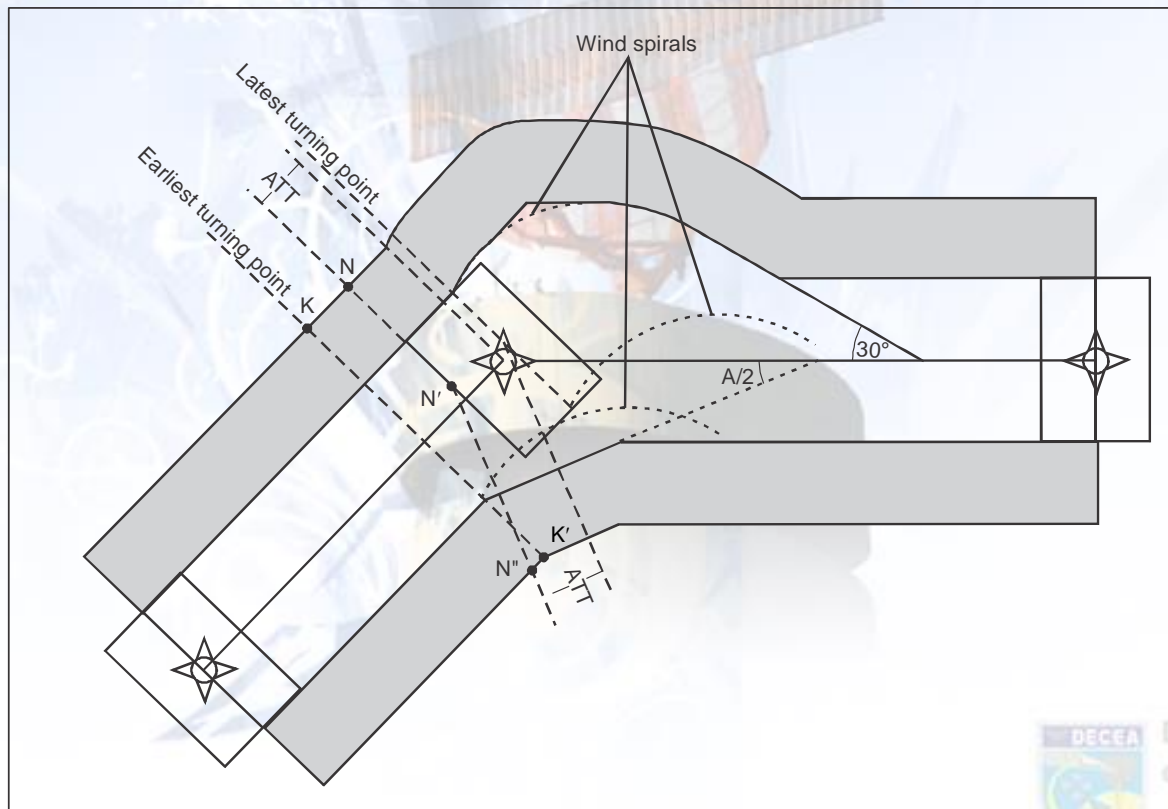 Wind spirals
Latest turning point
ATT
Earliest turning point
N
K
30°
A/2
N′
K′
N"
ATT
DECEA